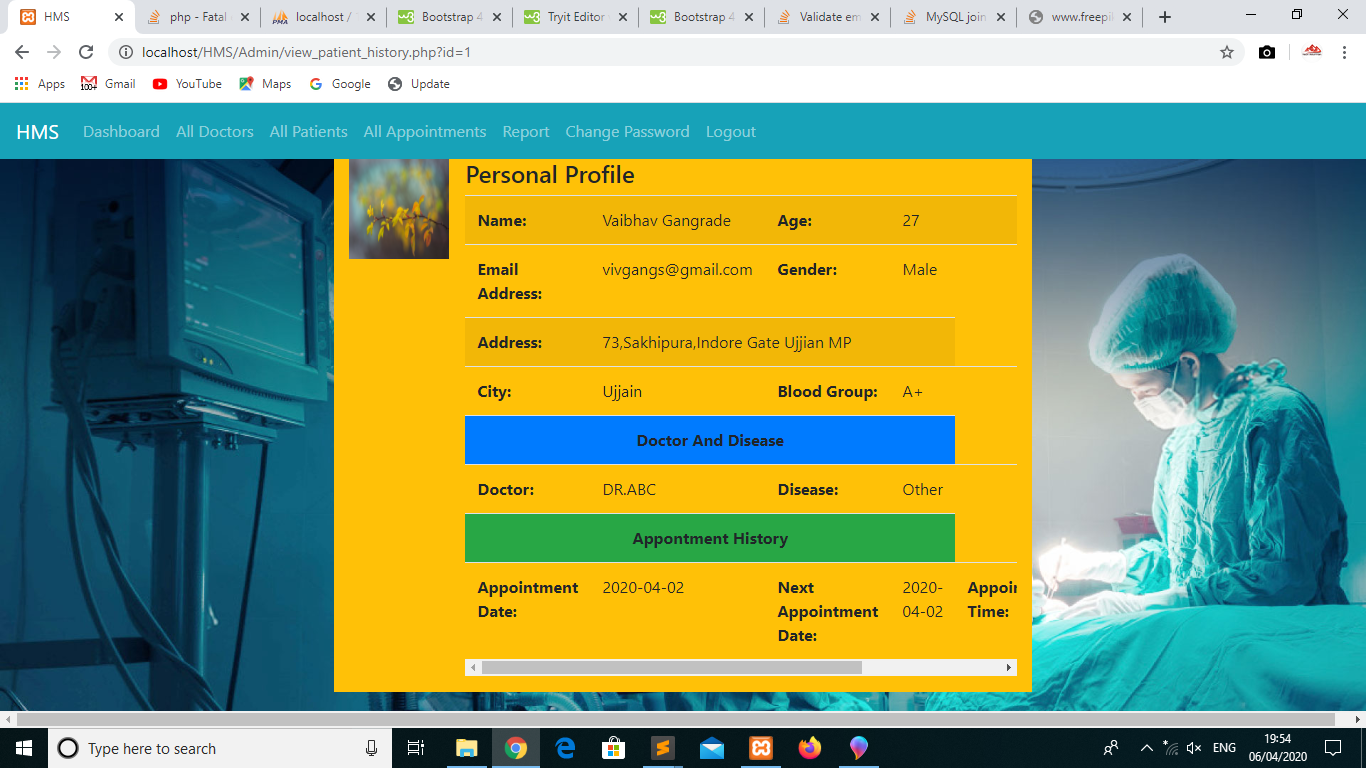 HMS
php - Fatal
localhost /
Bootstrap 4
Tryit Editor
Bootstrap 4
Validate em
MySQL join
www.freepi
localhost/HMS/Admin/view_patient_history.php?id=1
Apps
100+
Gmail
YouTube
Maps
Google
Update
HMS Dashboard All Doctors All Patients All Appointments Report Change Password Logout
Personal Profile
Name: Vaibhav Gangrade Age: 27
Email vivgangs@gmail.com Gender: Male
Address:
Address: 73,Sakhipura,Indore Gate Ujjian MP
City: Ujjain Blood Group: A+
Doctor And Disease
Doctor: DR.ABC Disease: Other
Appontment History
Appointment 2020-04-02 Next 2020- Appoi
Date: Appointment 04-02 Time:
Date:
Type here to search
ENG
19:54
06/04/2020